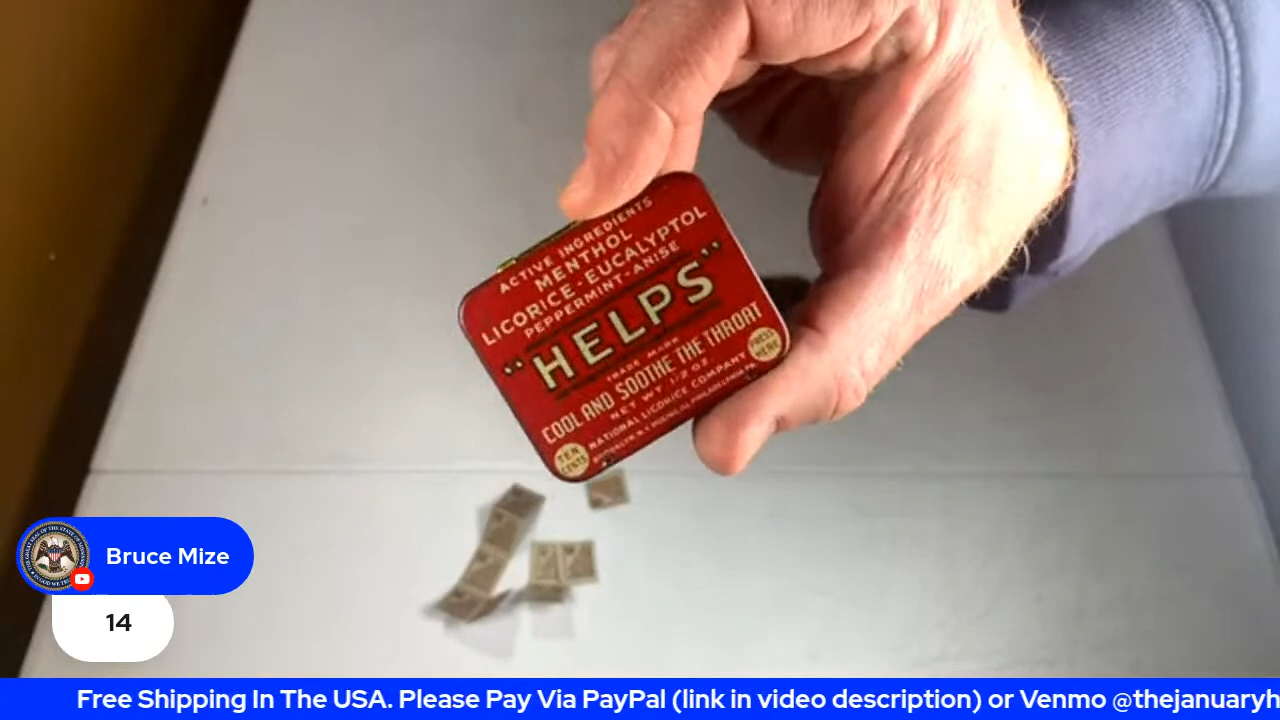 ACTIVE INGREDIENTS
MENTHOL
LICORICE-EUCALYPTOL
PEPPERMINT-ANISE
"HELPS"
TRADE MARK
COOL AND SOOTHE THE THROAT
NET WT 1/2 OZ
NATIONAL LICORICE COMPANY
BROOKLYN N.Y.
TEN
CENTS
PRESS
HERE
Bruce Mize
14
Free Shipping In The USA. Please Pay Via PayPal (link in video description) or Venmo @thejanuaryh